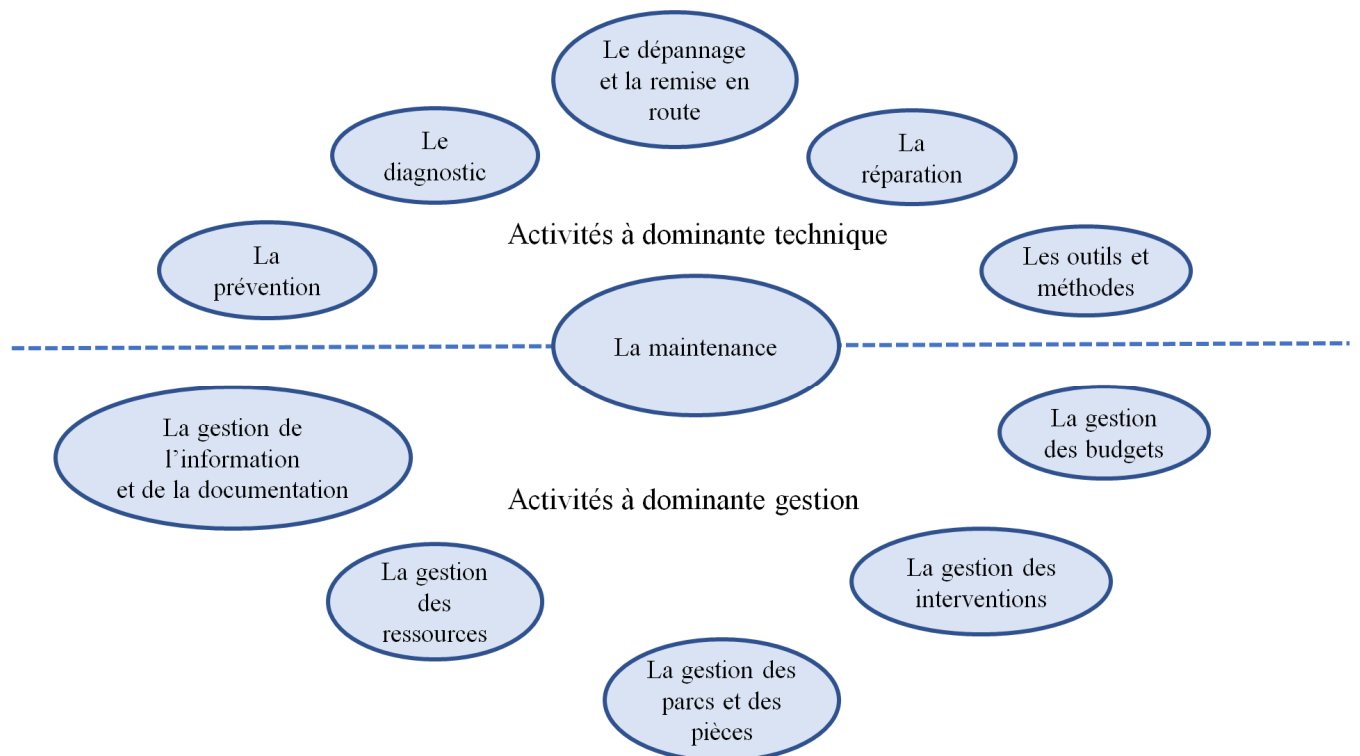 Le dépannage
et la remise en
route
Le
diagnostic
La
réparation
Activités à dominante technique
La
prévention
Les outils et
méthodes
La maintenance
La gestion de
l’information
et de la documentation
La gestion
des budgets
Activités à dominante gestion
La gestion
des
ressources
La gestion des
interventions
La gestion des
parcs et des
pièces